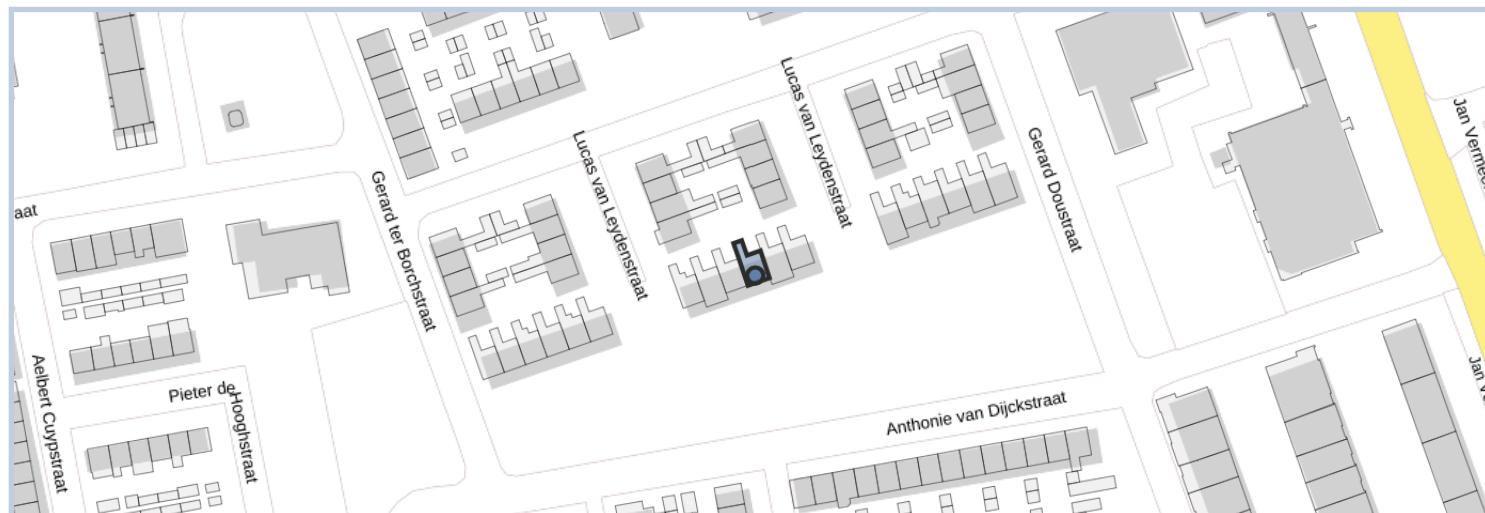 Lucas van Leydenstraat
Jan Vermee
Lucas van Leydenstraat
Gerard Doustraat
Gerard ter Borchstraat
aat
Aelbert Cuypstraat
Pieter de Hooghstraat
Anthonie van Dijckstraat
Jan V